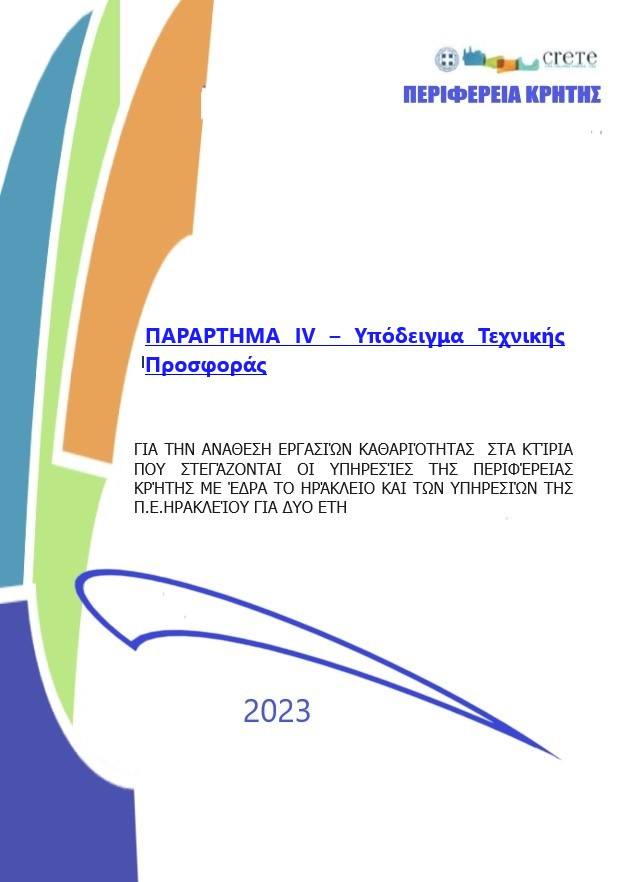 crete
ΠΕΡΙΦΕΡΕΙΑ ΚΡΗΤΗΣ
ΠΑΡΑΡΤΗΜΑ IV – Υπόδειγμα Τεχνικής
Προσφοράς
ΓΙΑ ΤΗΝ ΑΝΑΘΕΣΗ ΕΡΓΑΣΙΏΝ ΚΑΘΑΡΙΌΤΗΤΑΣ ΣΤΑ ΚΤΊΡΙΑ
ΠΟΥ ΣΤΕΓΆΖΟΝΤΑΙ ΟΙ ΥΠΗΡΕΣΊΕΣ ΤΗΣ ΠΕΡΙΦΈΡΕΙΑΣ
ΚΡΉΤΗΣ ΜΕ ΈΔΡΑ ΤΟ ΗΡΆΚΛΕΙΟ ΚΑΙ ΤΩΝ ΥΠΗΡΕΣΙΏΝ ΤΗΣ
Π.Ε.ΗΡΑΚΛΕΊΟΥ ΓΙΑ ΔΥΟ ΕΤΗ
2023